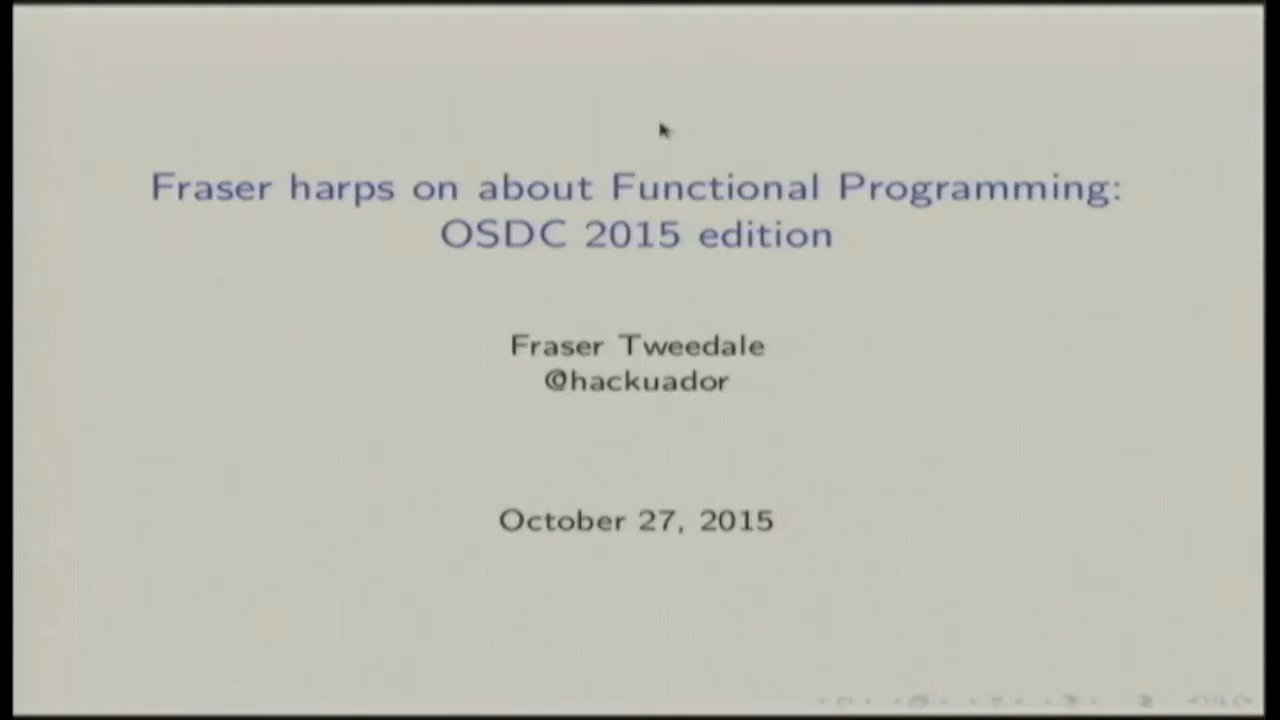 Fraser harps on about Functional Programming:
OSDC 2015 edition
Fraser Tweedale
@hackuador
October 27, 2015